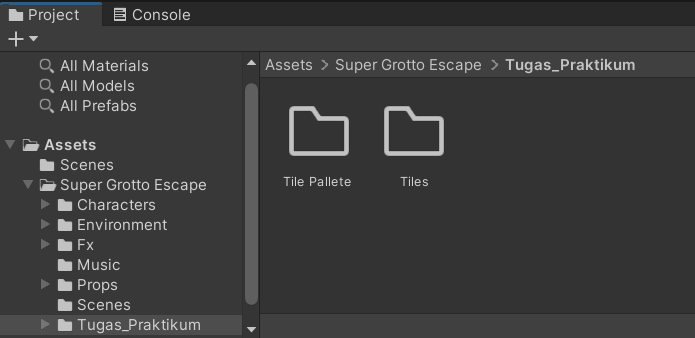 Project
Console
All Materials
All Models
All Prefabs
Assets
Scenes
Super Grotto Escape
Characters
Environment
Fx
Music
Props
Scenes
Tugas_Praktikum
Assets > Super Grotto Escape > Tugas_Praktikum
Tile Pallete
Tiles